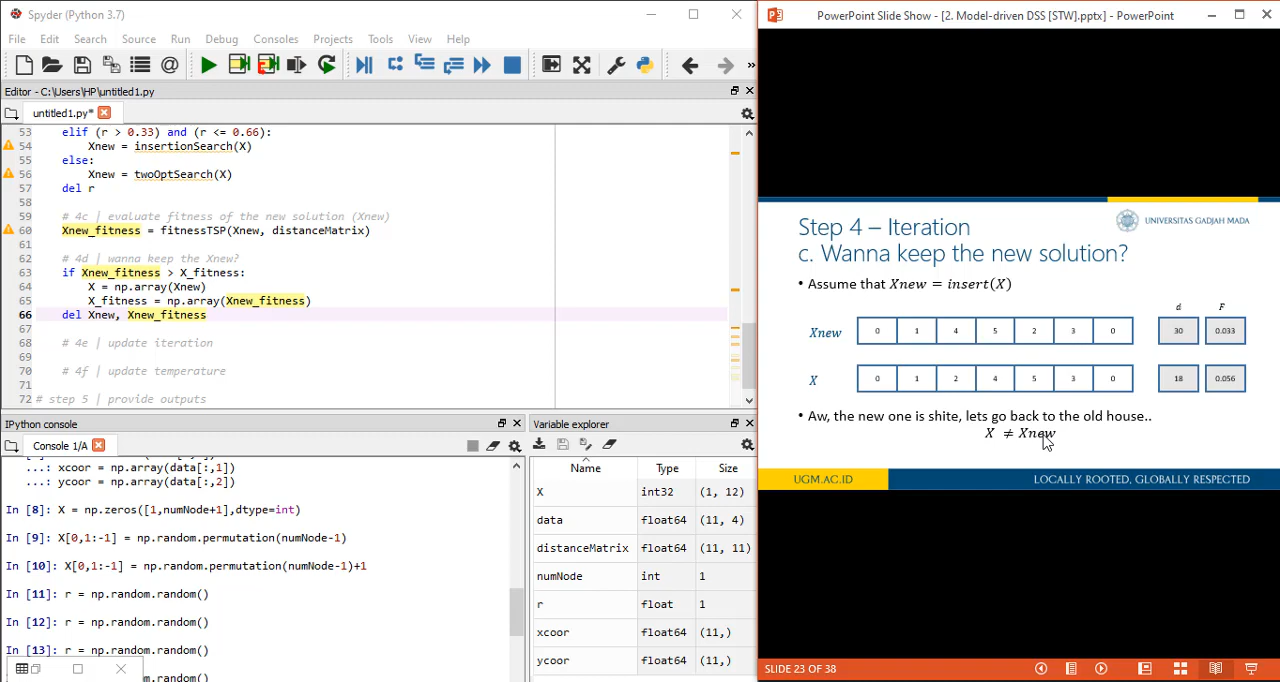 Spyder (Python 3.7)
File Edit Search Source Run Debug Consoles Projects Tools View Help
Editor - C:\Users\HP\untitled1.py
untitled1.py*
53 elif (r > 0.33) and (r <= 0.66):
54 Xnew = insertionSearch(X)
55 else:
56 Xnew = twoOptSearch(X)
57 del r
58
59 # 4c | evaluate fitness of the new solution (Xnew)
60 Xnew_fitness = fitnessTSP(Xnew, distanceMatrix)
61
62 # 4d | wanna keep the Xnew?
63 if Xnew_fitness > X_fitness:
64 X = np.array(Xnew)
65 X_fitness = np.array(Xnew_fitness)
66 del Xnew, Xnew_fitness
67
68 # 4e | update iteration
69
70 # 4f | update temperature
71
72 # step 5 | provide outputs
IPython console
Console 1/A
...: xcoor = np.array(data[:,1])
...: ycoor = np.array(data[:,2])
In [8]: X = np.zeros([1,numNode+1],dtype=int)
In [9]: X[0,1:-1] = np.random.permutation(numNode-1)
In [10]: X[0,1:-1] = np.random.permutation(numNode-1)+1
In [11]: r = np.random.random()
In [12]: r = np.random.random()
In [13]: r = np.random.random()
m.random()
Variable explorer
Name Type Size
X int32 (1, 12)
data float64 (11, 4)
distanceMatrix float64 (11, 11)
numNode int 1
r float 1
xcoor float64 (11,)
ycoor float64 (11,)
PowerPoint Slide Show - [2. Model-driven DSS [STW].pptx] - PowerPoint
UNIVERSITAS GADJAH MADA
Step 4 – Iteration
c. Wanna keep the new solution?
• Assume that Xnew = insert(X)
d F
Xnew 0 1 4 5 2 3 0 30 0.033
X 0 1 2 4 5 3 0 18 0.056
• Aw, the new one is shite, lets go back to the old house..
X ≠ Xnew
UGM.AC.ID LOCALLY ROOTED, GLOBALLY RESPECTED
SLIDE 23 OF 38